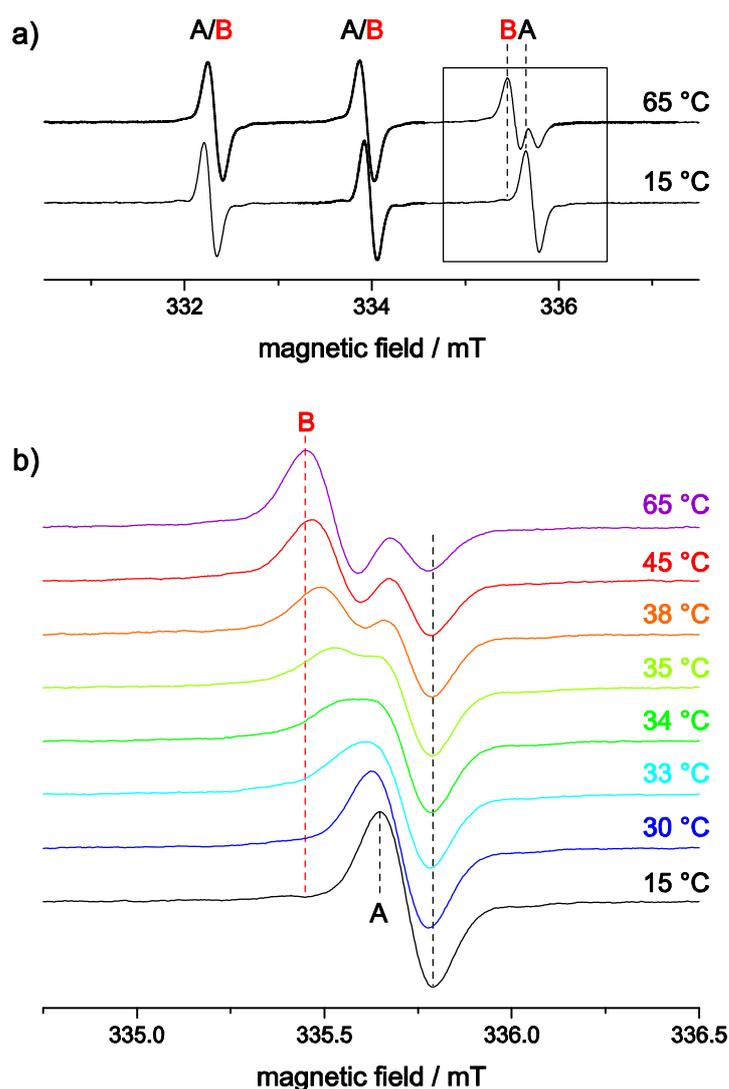 a)
A/B A/B B A
65 °C
15 °C
332 334 336
magnetic field / mT
b)
B
65 °C
45 °C
38 °C
35 °C
34 °C
33 °C
30 °C
15 °C
A
335.0 335.5 336.0 336.5
magnetic field / mT